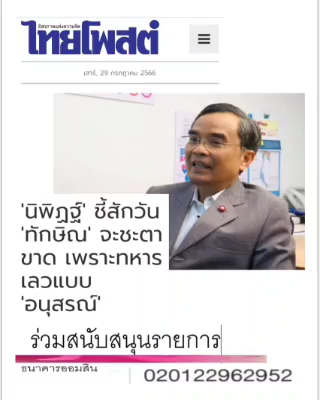 อิสรภาพแห่งความคิด
ไทยโพสต์
เสาร์, 29 กรกฎาคม 2566
'นิพิฏฐ์' ชี้สักวัน
'ทักษิณ' จะชะตา
ขาด เพราะทหาร
เลวแบบ
'อนุสรณ์'
ร่วมสนับสนุนรายการ
ธนาคารออมสิน
020122962952